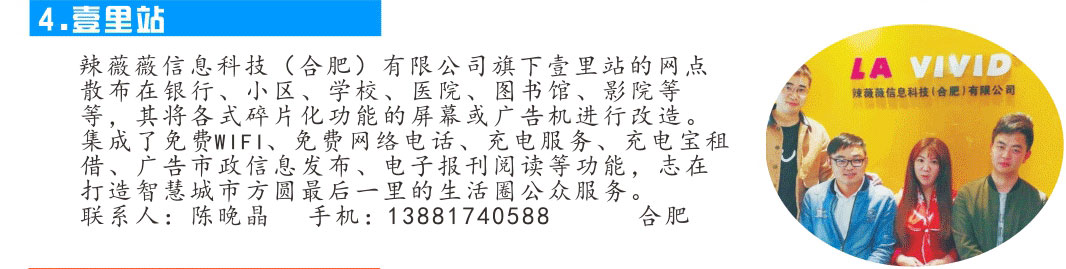 4.壹里站
辣薇薇信息科技（合肥）有限公司旗下壹里站的网点
散布在银行、小区、学校、医院、图书馆、影院等
等，其将各式碎片化功能的屏幕或广告机进行改造。
集成了免费WIFI、免费网络电话、充电服务、充电宝租
借、广告市政信息发布、电子报刊阅读等功能，志在
打造智慧城市方圆最后一里的生活圈公众服务。
联系人：陈晚晶 手机：13881740588 合肥
LA VIVID
辣薇薇信息科技(合肥)有限公司